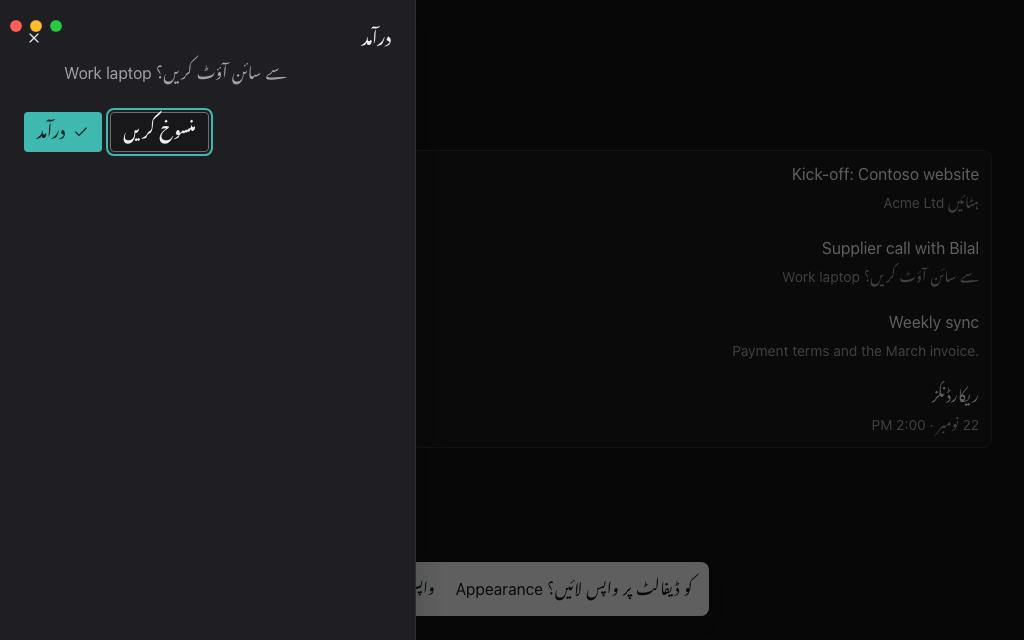 درآمد
Work laptop سے سائن آؤٹ کریں؟
درآمد
منسوخ کریں
Kick-off: Contoso website
Acme Ltd ہٹائیں
Supplier call with Bilal
Work laptop سے سائن آؤٹ کریں؟
Weekly sync
Payment terms and the March invoice.
ریکارڈنگز
22 نومبر · 2:00 PM
Appearance کو ڈیفالٹ پر واپس لائیں؟